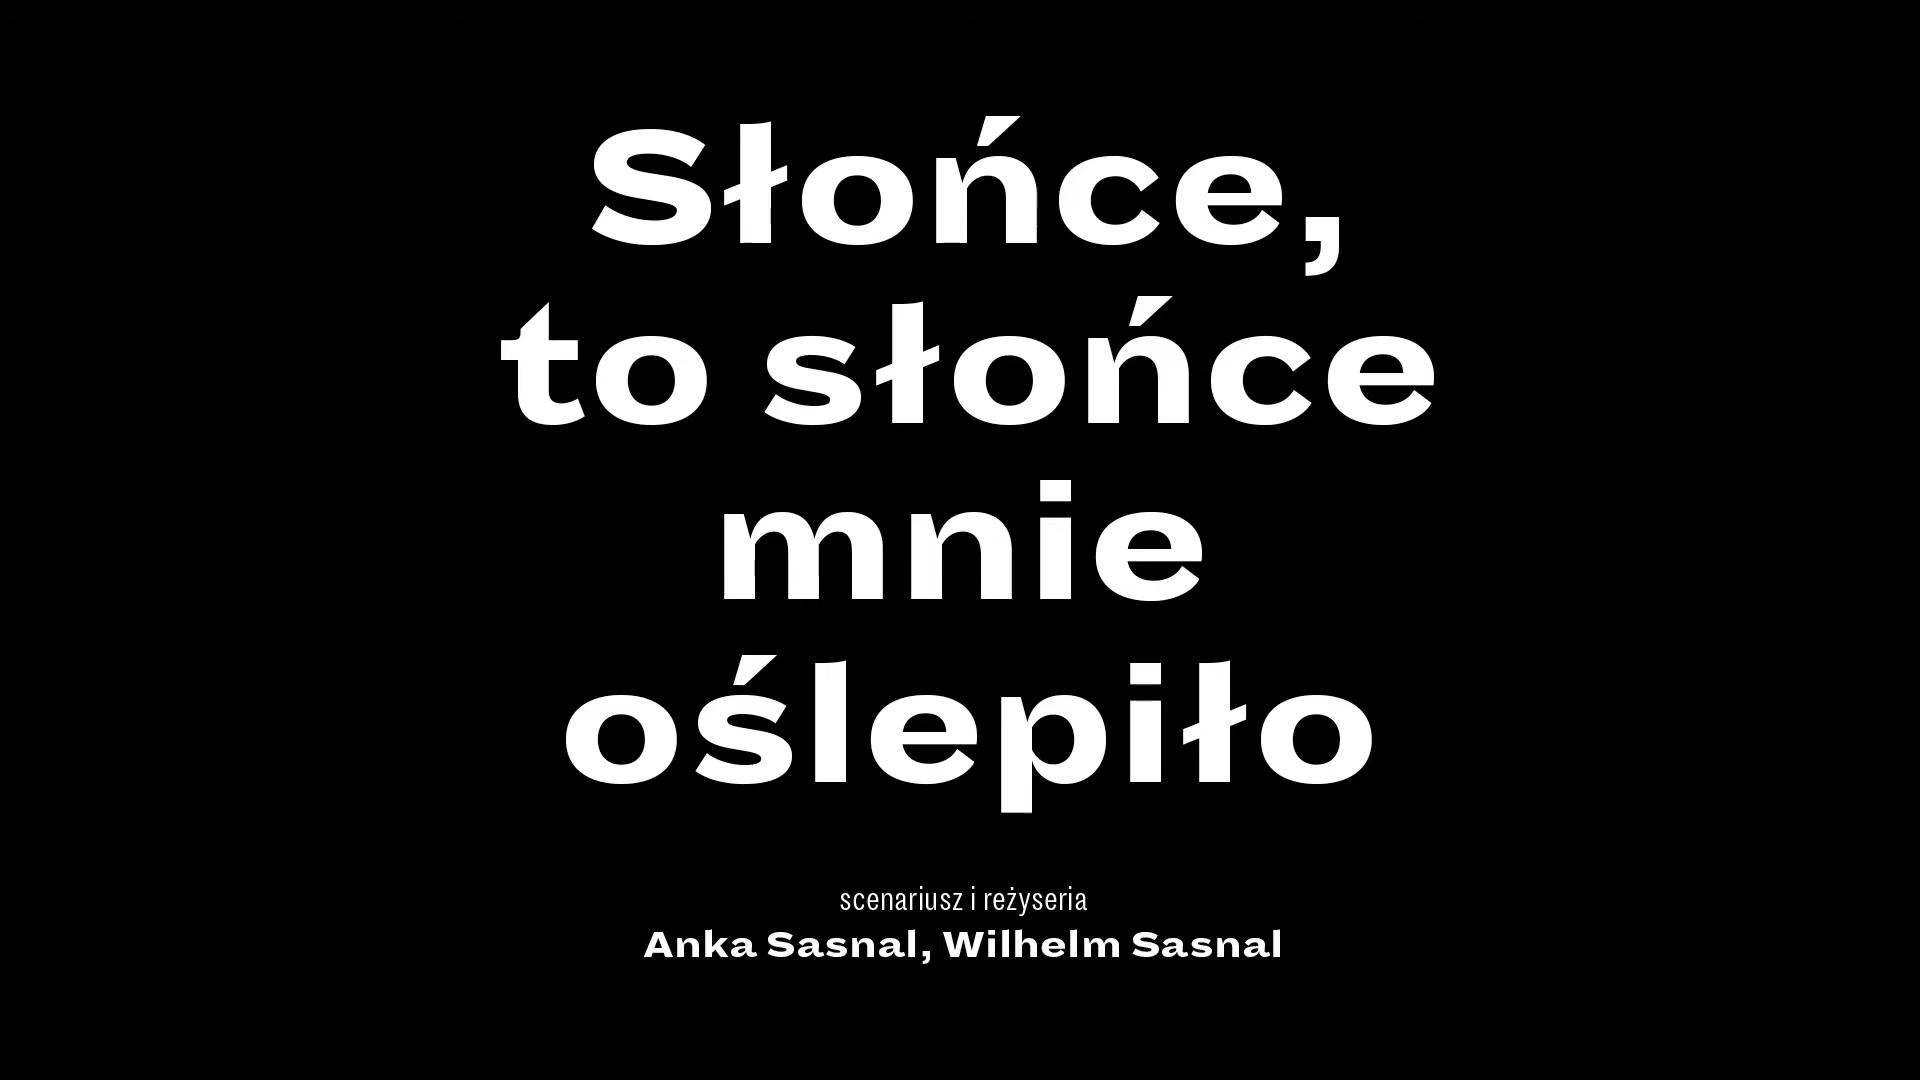 Słońce,
to słońce
mnie
oślepiło
scenariusz i reżyseria
Anka Sasnal, Wilhelm Sasnal